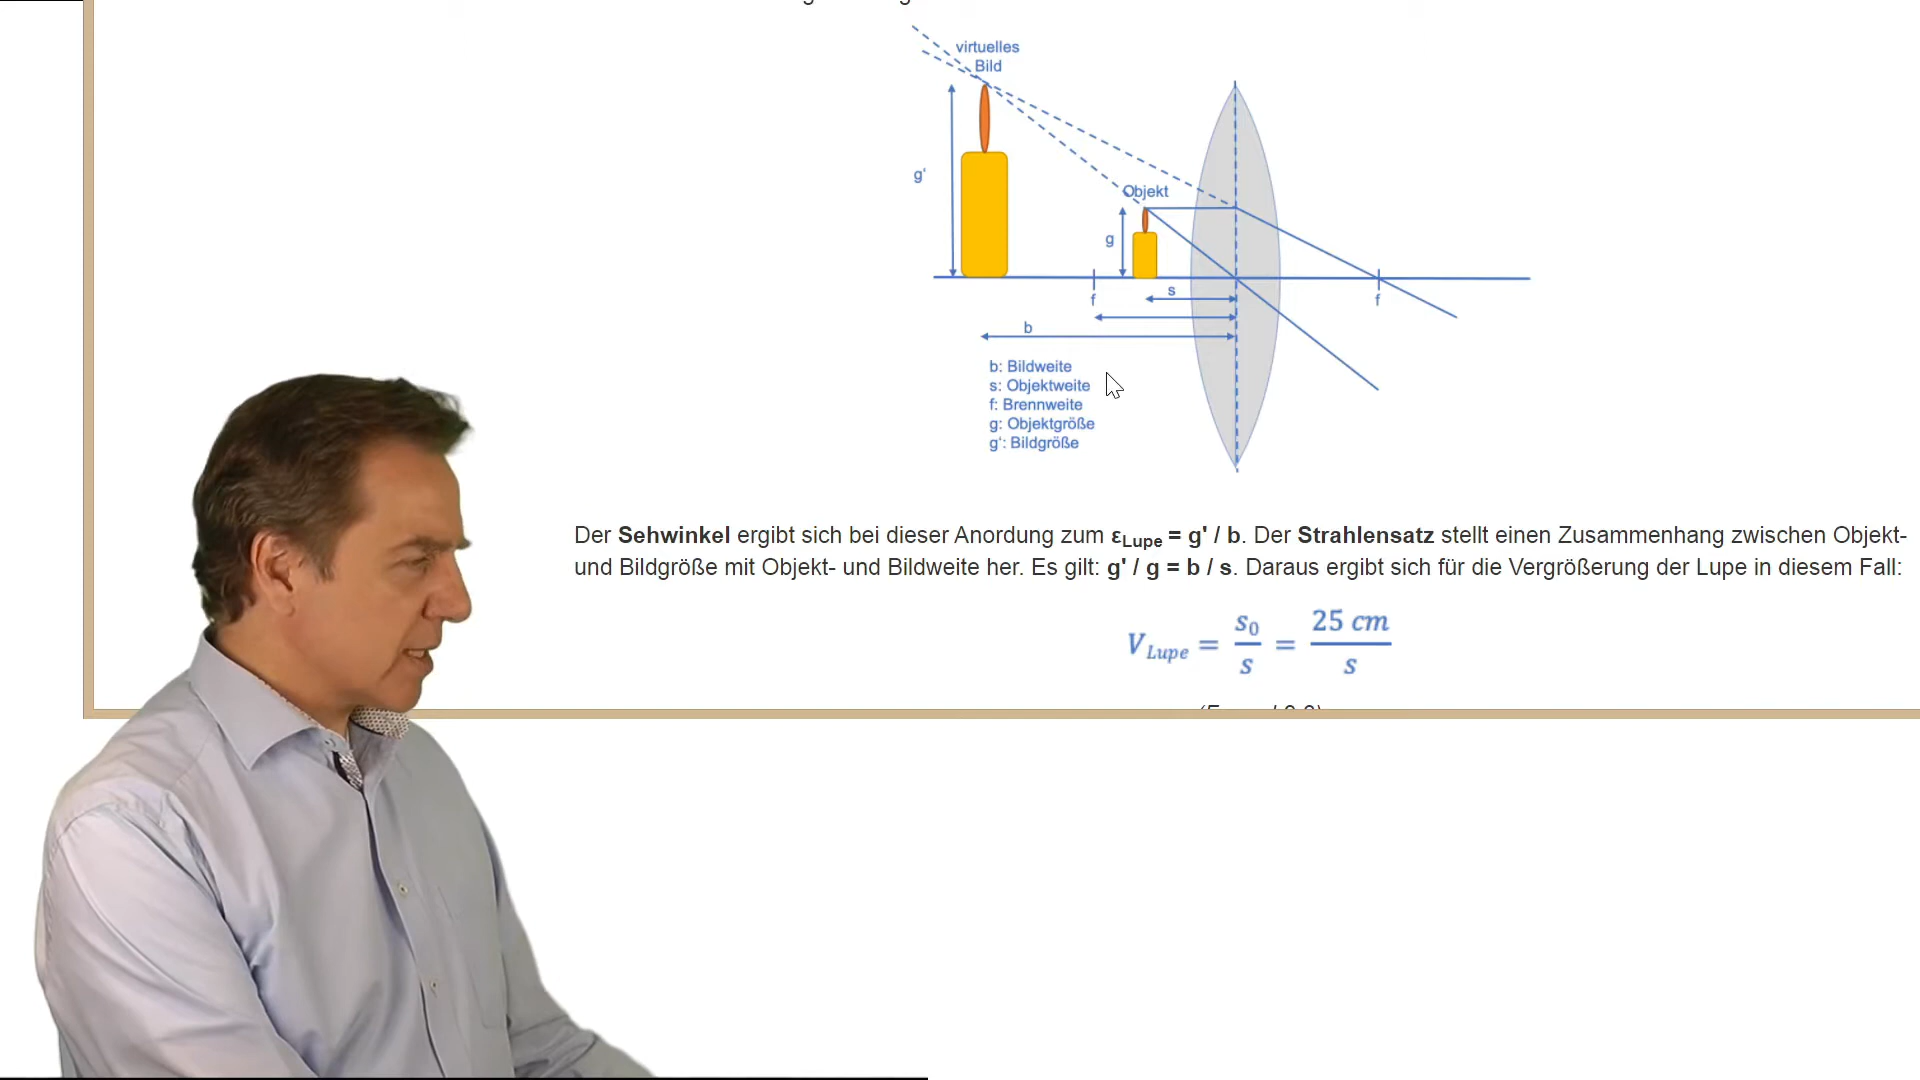 virtuelles
Bild
g'
Objekt
g
s
f
f
b
b: Bildweite
s: Objektweite
f: Brennweite
g: Objektgröße
g': Bildgröße
Der Sehwinkel ergibt sich bei dieser Anordung zum εLupe = g' / b. Der Strahlensatz stellt einen Zusammenhang zwischen Objekt-
und Bildgröße mit Objekt- und Bildweite her. Es gilt: g' / g = b / s. Daraus ergibt sich für die Vergrößerung der Lupe in diesem Fall:
V_Lupe = s_0 / s = 25 cm / s